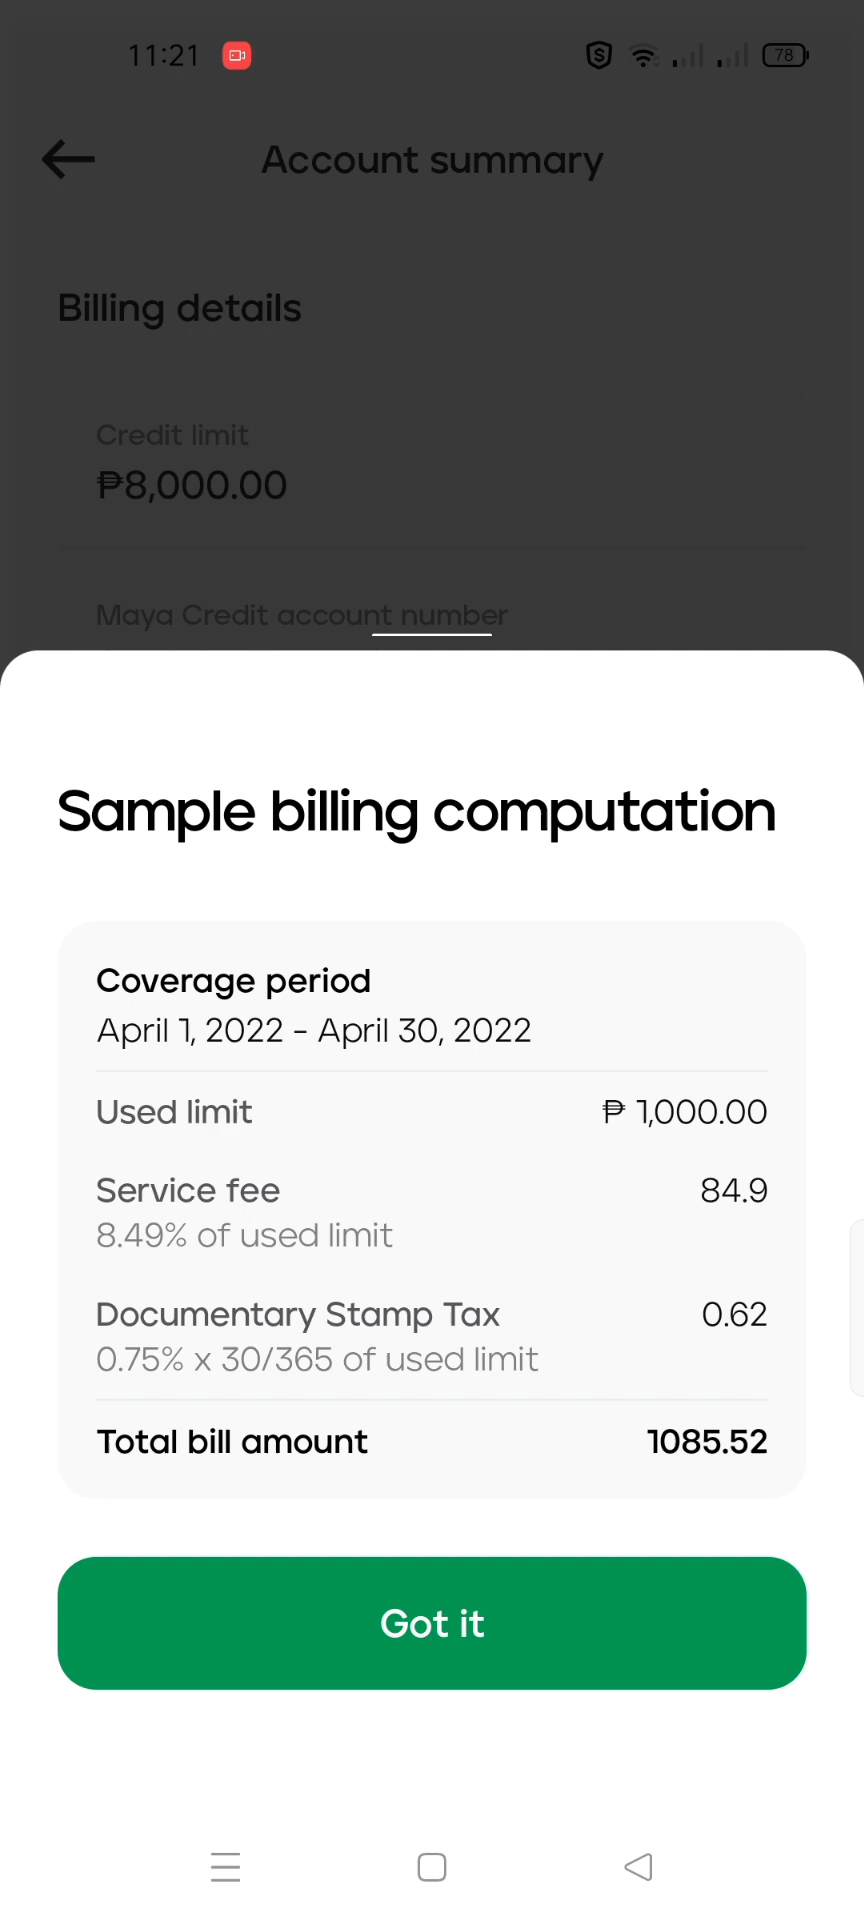 11:21
78
Account summary
Billing details
Credit limit
₱8,000.00
Maya Credit account number
Sample billing computation
Coverage period
April 1, 2022 - April 30, 2022
Used limit ₱ 1,000.00
Service fee 84.9
8.49% of used limit
Documentary Stamp Tax 0.62
0.75% x 30/365 of used limit
Total bill amount 1085.52
Got it